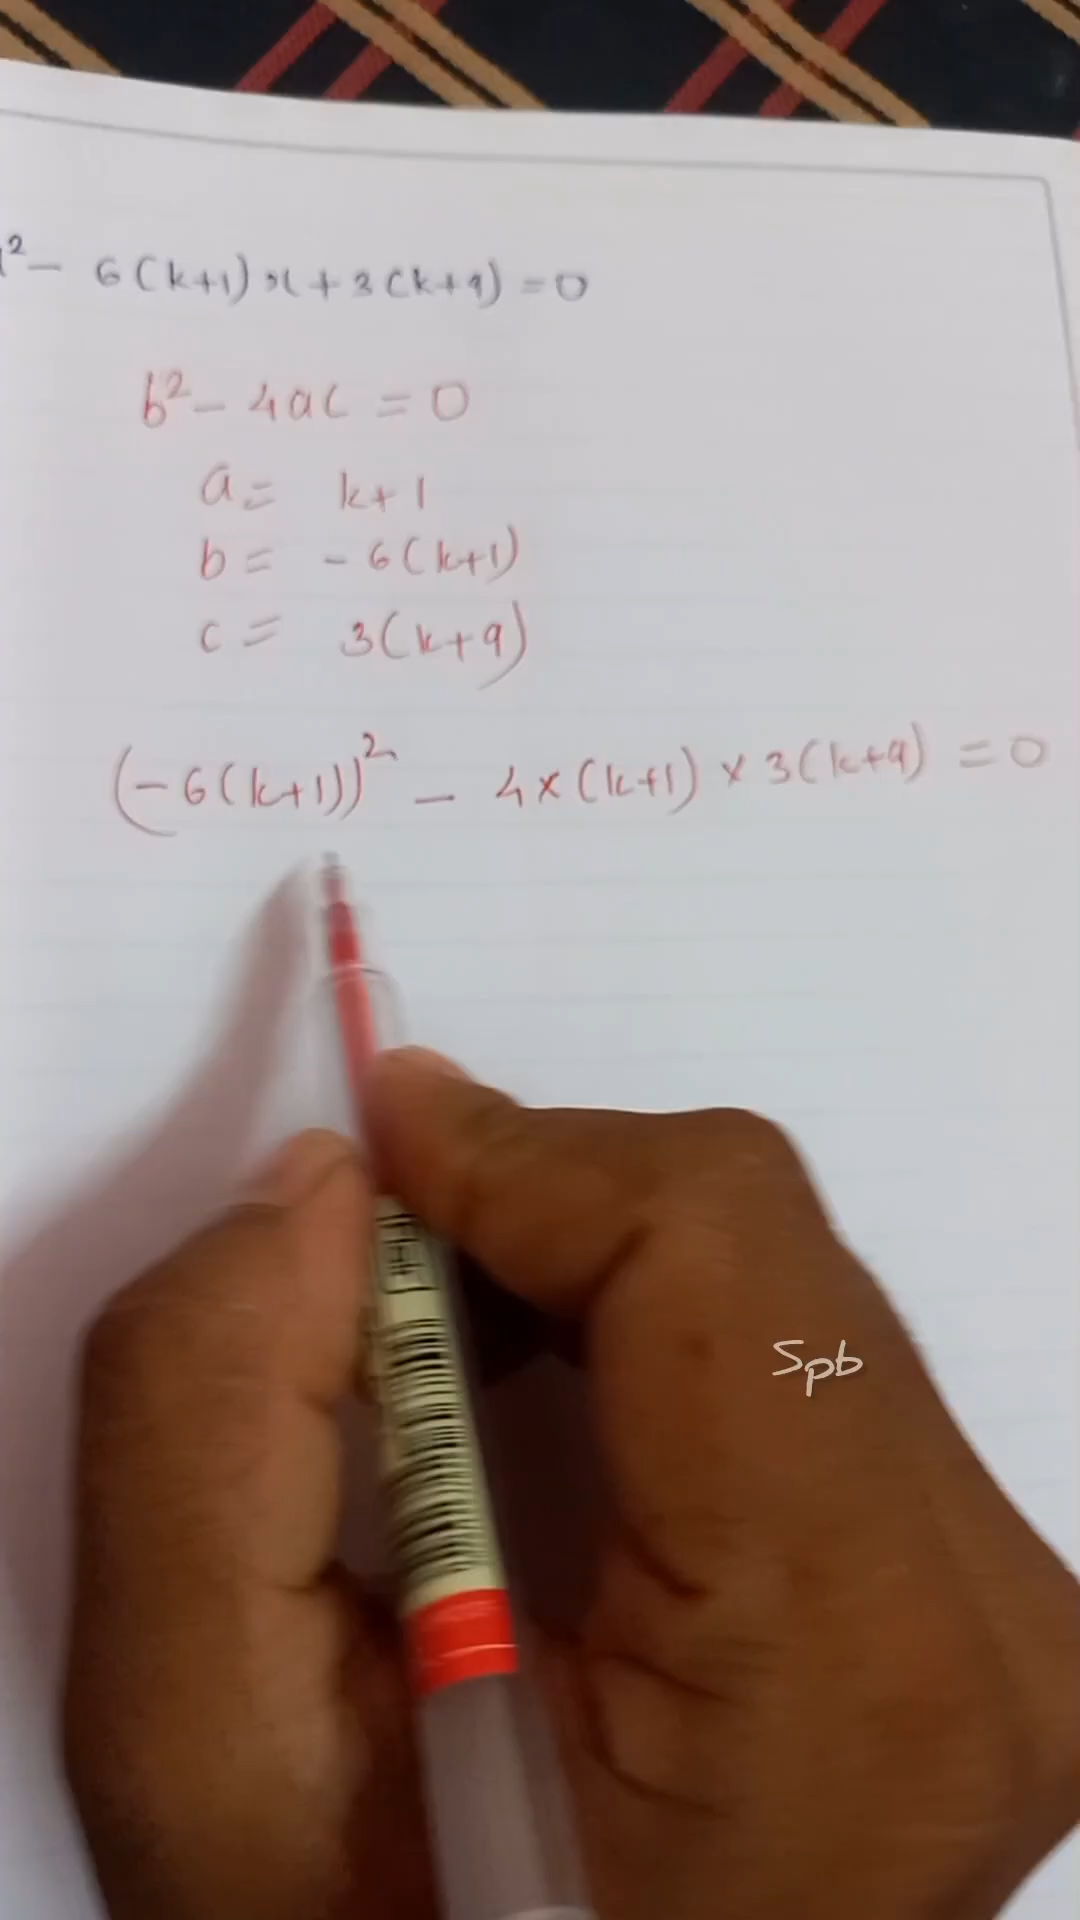 ² - 6(k+1)x + 3(k+9) = 0
b² - 4ac = 0
a = k+1
b = -6(k+1)
c = 3(k+9)
(-6(k+1))² - 4×(k+1)×3(k+9) = 0
Spb